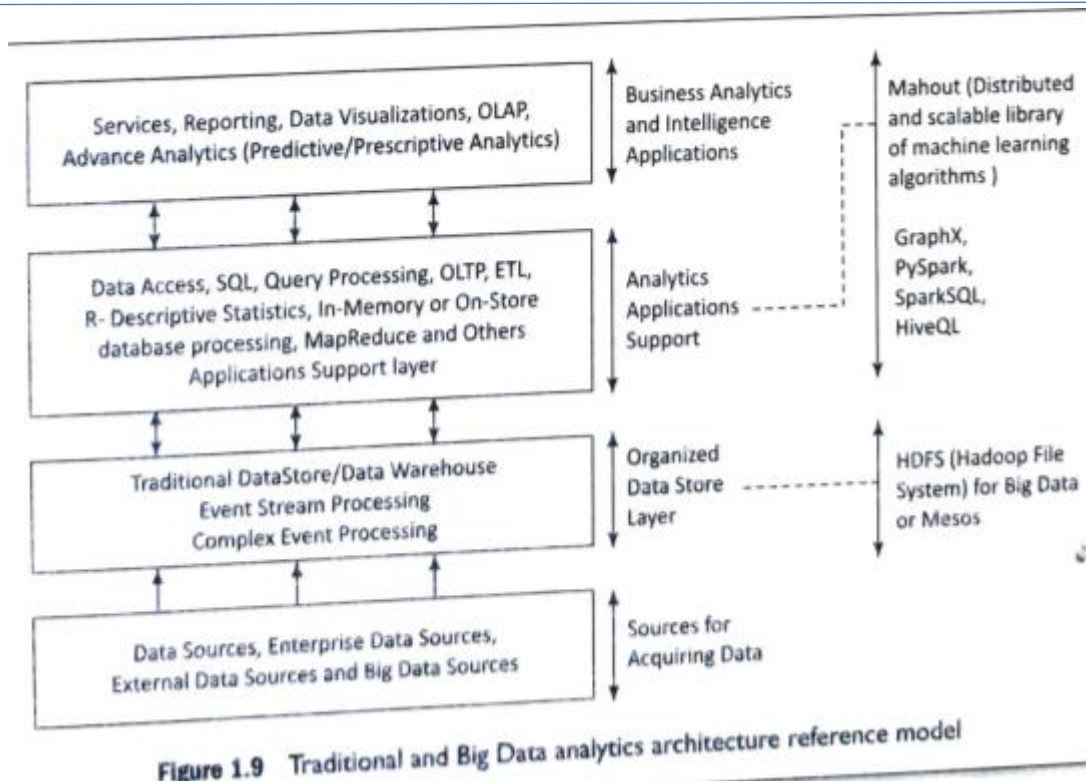 Services, Reporting, Data Visualizations, OLAP,
Advance Analytics (Predictive/Prescriptive Analytics)
Business Analytics
and Intelligence
Applications
Mahout (Distributed
and scalable library
of machine learning
algorithms )
GraphX,
PySpark,
SparkSQL,
HiveQL
Data Access, SQL, Query Processing, OLTP, ETL,
R- Descriptive Statistics, In-Memory or On-Store
database processing, MapReduce and Others
Applications Support layer
Analytics
Applications
Support
Traditional DataStore/Data Warehouse
Event Stream Processing
Complex Event Processing
Organized
Data Store
Layer
HDFS (Hadoop File
System) for Big Data
or Mesos
Data Sources, Enterprise Data Sources,
External Data Sources and Big Data Sources
Sources for
Acquiring Data
Figure 1.9 Traditional and Big Data analytics architecture reference model